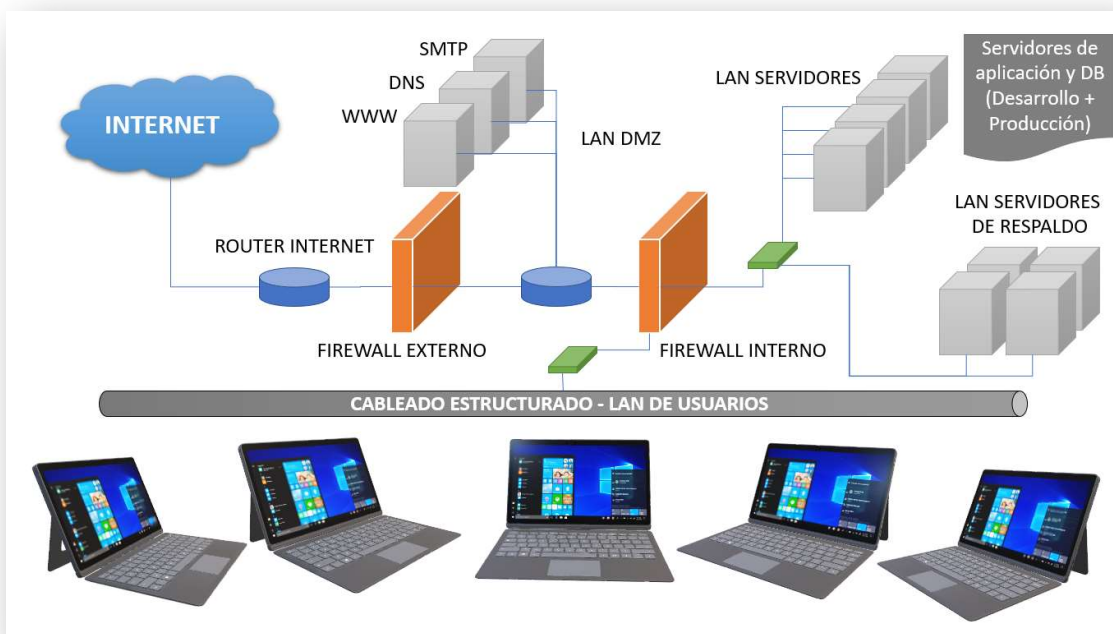 SMTP
DNS
WWW
INTERNET
LAN DMZ
LAN SERVIDORES
Servidores de
aplicación y DB
(Desarrollo +
Producción)
LAN SERVIDORES
DE RESPALDO
ROUTER INTERNET
FIREWALL EXTERNO
FIREWALL INTERNO
CABLEADO ESTRUCTURADO - LAN DE USUARIOS